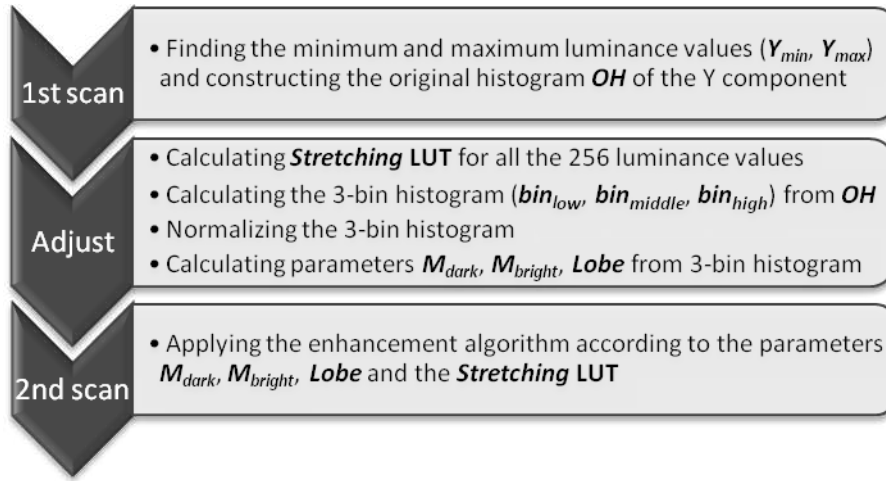 1st scan
• Finding the minimum and maximum luminance values (Ymin, Ymax)
and constructing the original histogram OH of the Y component
Adjust
• Calculating Stretching LUT for all the 256 luminance values
• Calculating the 3-bin histogram (binlow, binmiddle, binhigh) from OH
• Normalizing the 3-bin histogram
• Calculating parameters Mdark, Mbright, Lobe from 3-bin histogram
2nd scan
• Applying the enhancement algorithm according to the parameters
Mdark, Mbright, Lobe and the Stretching LUT